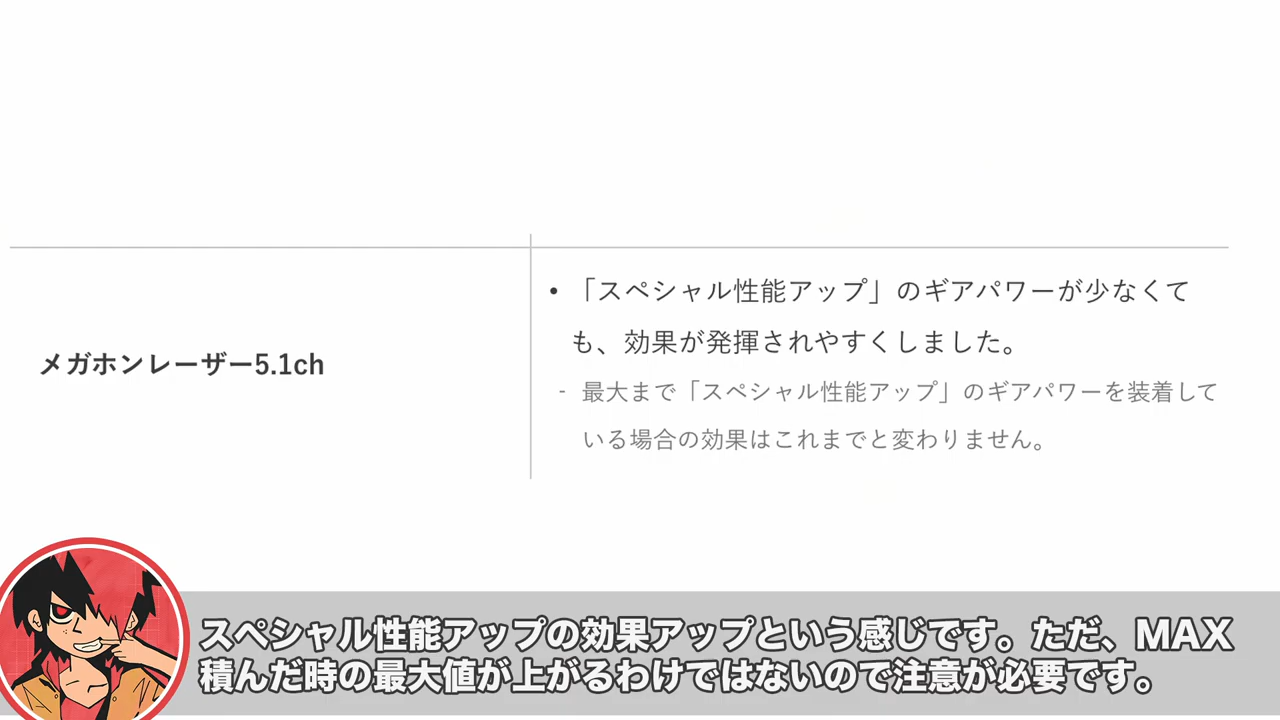 メガホンレーザー5.1ch
• 「スペシャル性能アップ」のギアパワーが少なくて
も、効果が発揮されやすくしました。
- 最大まで「スペシャル性能アップ」のギアパワーを装着して
いる場合の効果はこれまでと変わりません。
スペシャル性能アップの効果アップという感じです。ただ、MAX
積んだ時の最大値が上がるわけではないので注意が必要です。